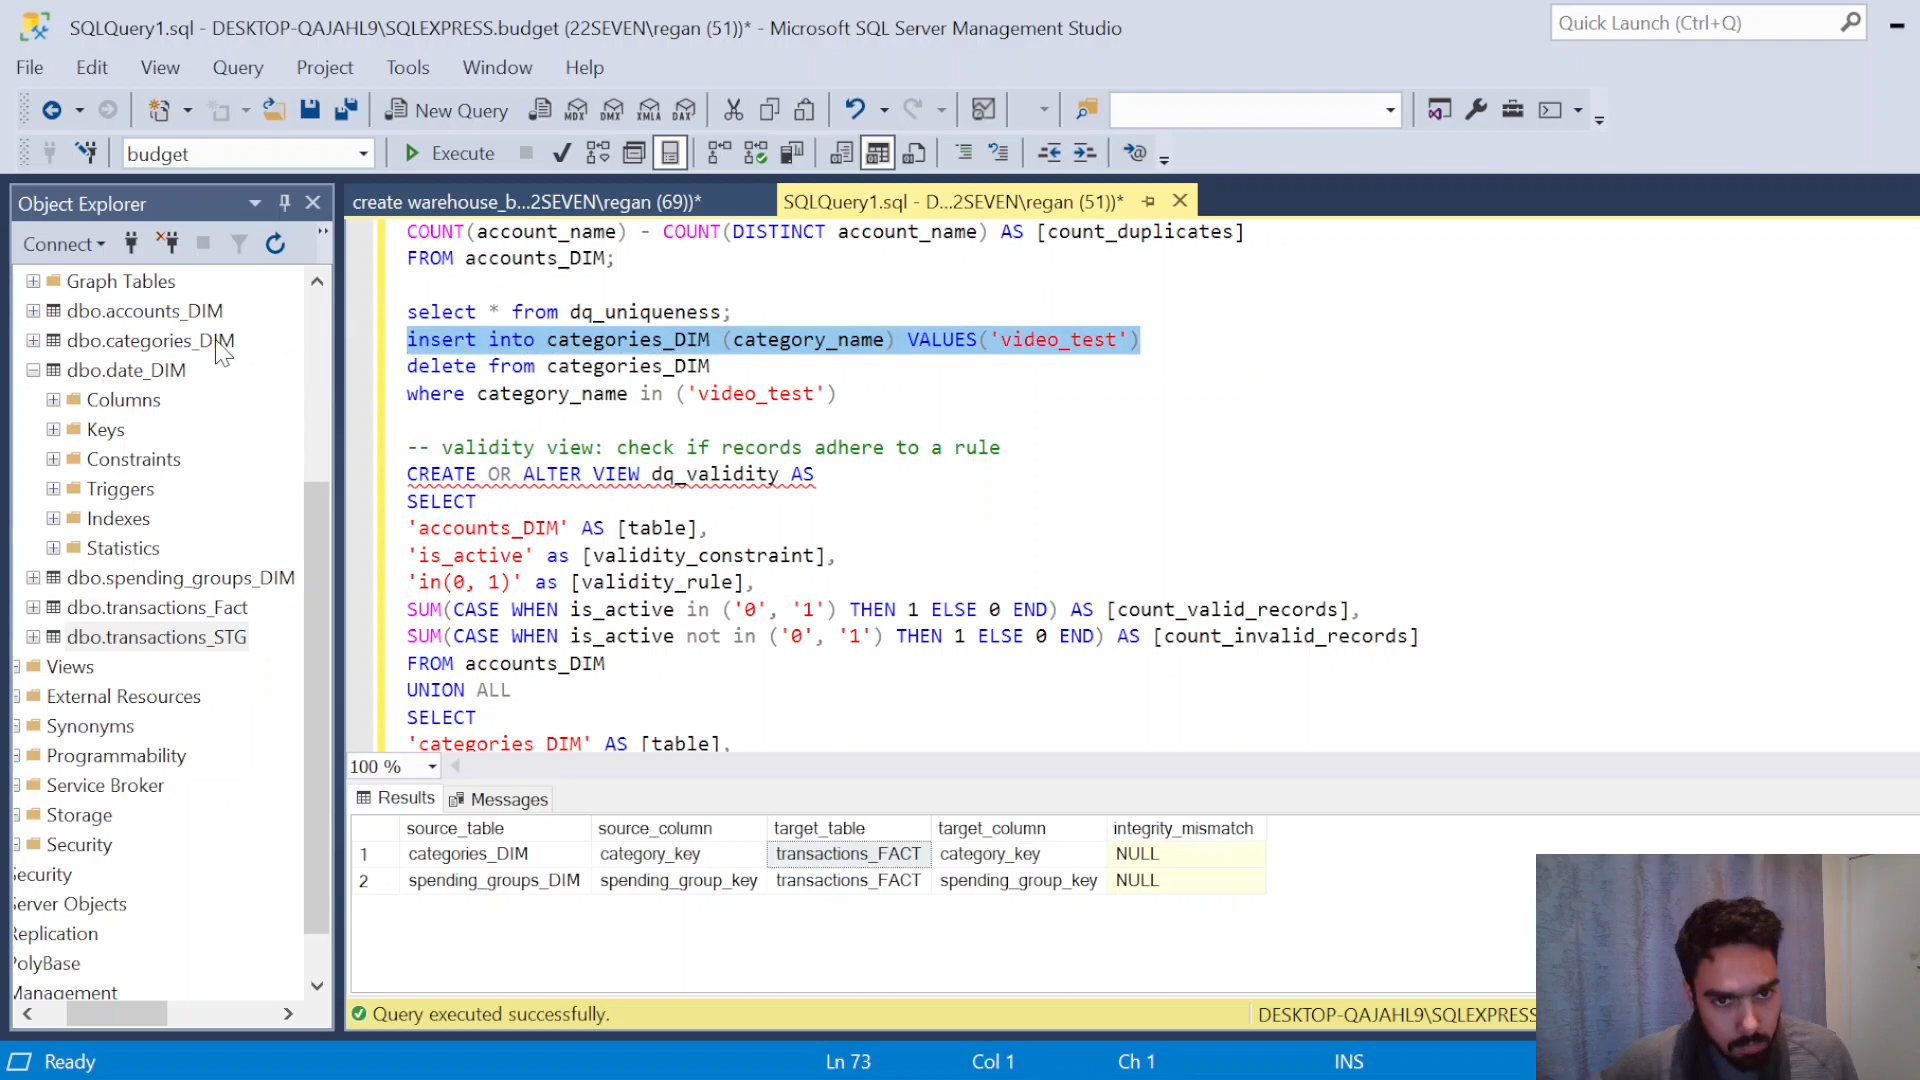 SQLQuery1.sql - DESKTOP-QAJAHL9\SQLEXPRESS.budget (22SEVEN\regan (51))* - Microsoft SQL Server Management Studio
Quick Launch (Ctrl+Q)
File Edit View Query Project Tools Window Help
New Query MDX DMX XMLA DAX
budget Execute
Object Explorer
create warehouse_b...2SEVEN\regan (69))*
SQLQuery1.sql - D...2SEVEN\regan (51))*
Connect
Graph Tables
dbo.accounts_DIM
dbo.categories_DIM
dbo.date_DIM
Columns
Keys
Constraints
Triggers
Indexes
Statistics
dbo.spending_groups_DIM
dbo.transactions_Fact
dbo.transactions_STG
Views
External Resources
Synonyms
Programmability
Service Broker
Storage
Security
Security
Server Objects
Replication
PolyBase
Management
COUNT(account_name) - COUNT(DISTINCT account_name) AS [count_duplicates]
FROM accounts_DIM;
select * from dq_uniqueness;
insert into categories_DIM (category_name) VALUES('video_test')
delete from categories_DIM
where category_name in ('video_test')
-- validity view: check if records adhere to a rule
CREATE OR ALTER VIEW dq_validity AS
SELECT
'accounts_DIM' AS [table],
'is_active' as [validity_constraint],
'in(0, 1)' as [validity_rule],
SUM(CASE WHEN is_active in ('0', '1') THEN 1 ELSE 0 END) AS [count_valid_records],
SUM(CASE WHEN is_active not in ('0', '1') THEN 1 ELSE 0 END) AS [count_invalid_records]
FROM accounts_DIM
UNION ALL
SELECT
'categories_DIM' AS [table],
100 %
Results Messages
source_table source_column target_table target_column integrity_mismatch
1 categories_DIM category_key transactions_FACT category_key NULL
2 spending_groups_DIM spending_group_key transactions_FACT spending_group_key NULL
Query executed successfully.
DESKTOP-QAJAHL9\SQLEXPRESS
Ready
Ln 73
Col 1
Ch 1
INS